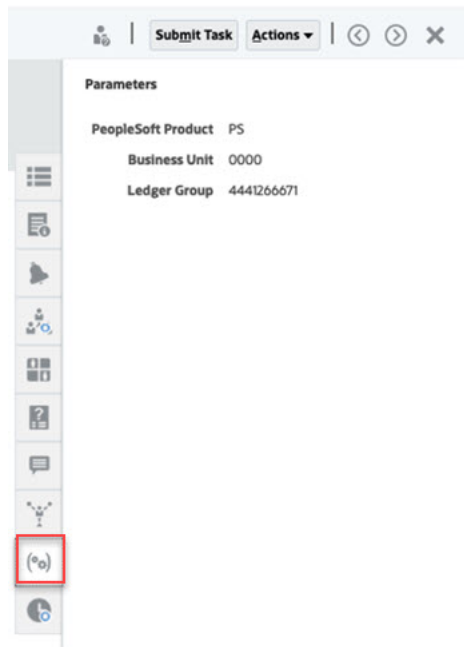 Submit Task Actions
Parameters
PeopleSoft Product PS
Business Unit 0000
Ledger Group 4441266671